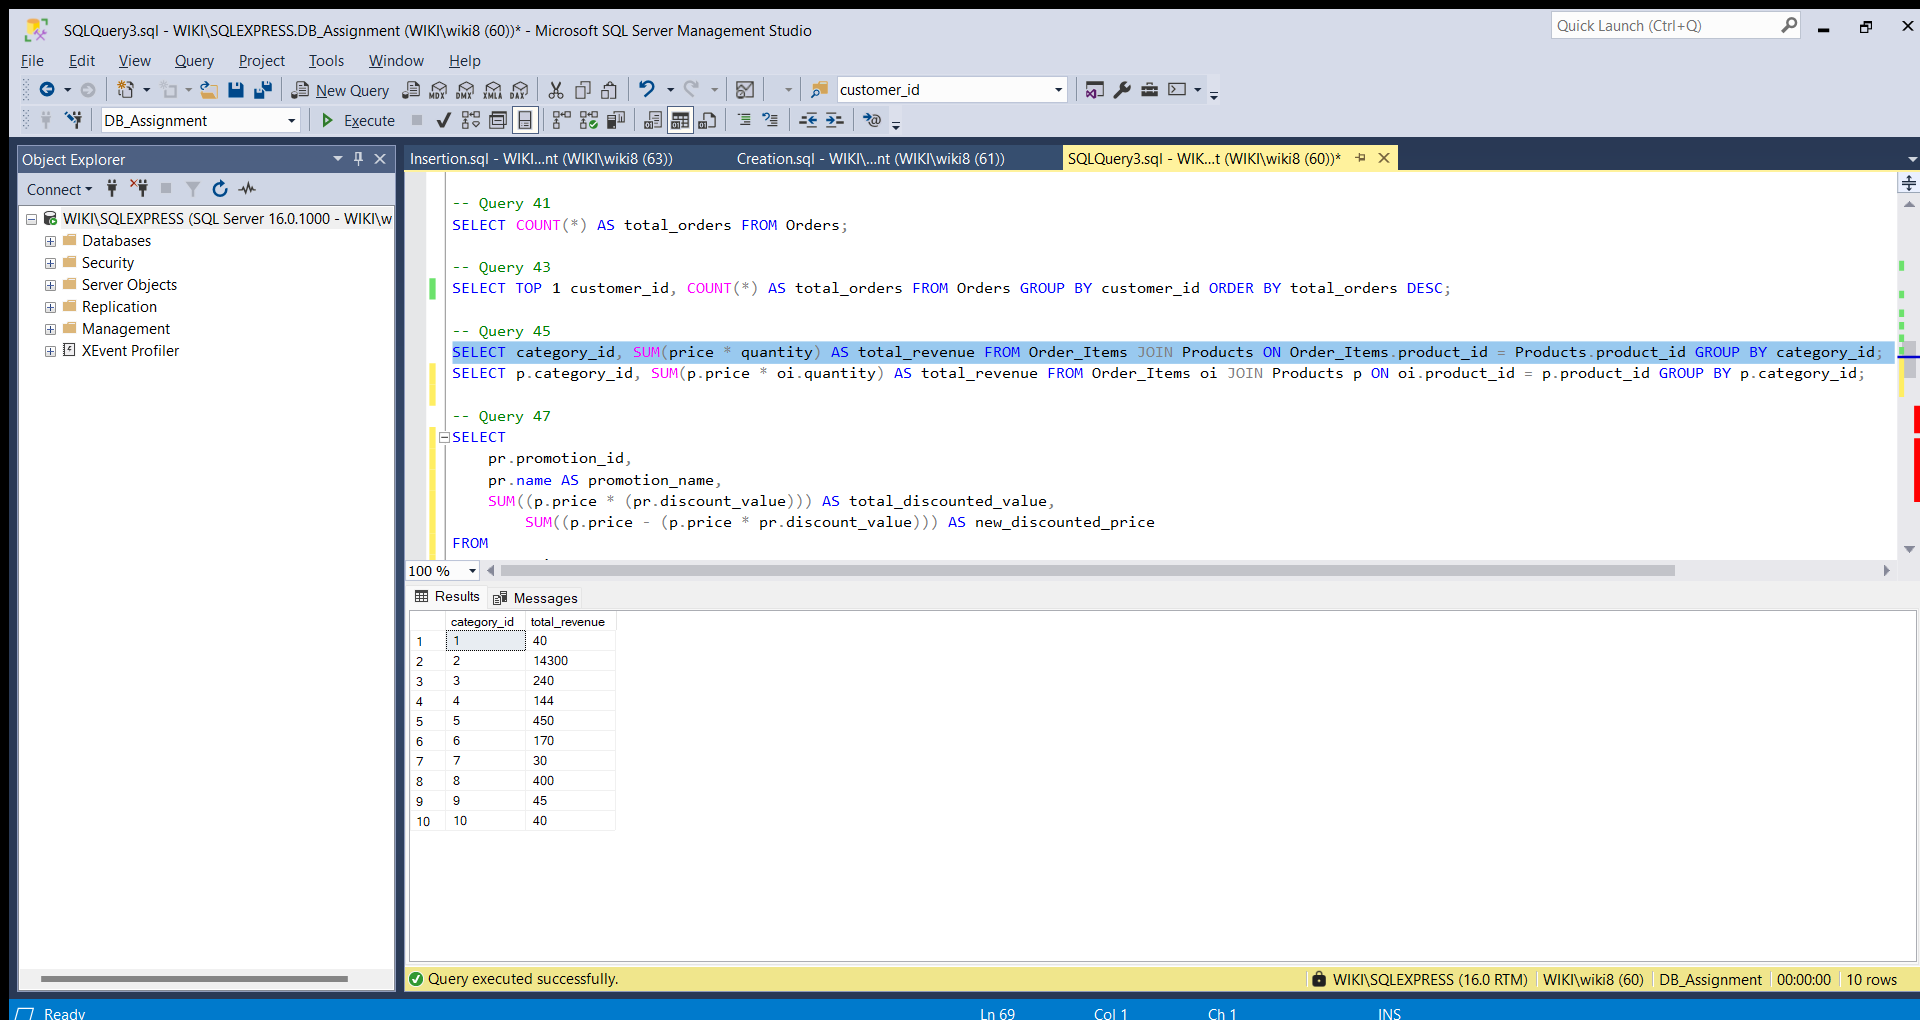 SQLQuery3.sql - WIKI\SQLEXPRESS.DB_Assignment (WIKI\wiki8 (60))* - Microsoft SQL Server Management Studio
Quick Launch (Ctrl+Q)
File Edit View Query Project Tools Window Help
New Query MDX DMX XMLA DAX customer_id
DB_Assignment Execute
Object Explorer
Insertion.sql - WIKI...nt (WIKI\wiki8 (63)) Creation.sql - WIKI\...nt (WIKI\wiki8 (61)) SQLQuery3.sql - WIK...t (WIKI\wiki8 (60))*
Connect
WIKI\SQLEXPRESS (SQL Server 16.0.1000 - WIKI\w
Databases
Security
Server Objects
Replication
Management
XEvent Profiler
-- Query 41
SELECT COUNT(*) AS total_orders FROM Orders;
-- Query 43
SELECT TOP 1 customer_id, COUNT(*) AS total_orders FROM Orders GROUP BY customer_id ORDER BY total_orders DESC;
-- Query 45
SELECT category_id, SUM(price * quantity) AS total_revenue FROM Order_Items JOIN Products ON Order_Items.product_id = Products.product_id GROUP BY category_id;
SELECT p.category_id, SUM(p.price * oi.quantity) AS total_revenue FROM Order_Items oi JOIN Products p ON oi.product_id = p.product_id GROUP BY p.category_id;
-- Query 47
SELECT
pr.promotion_id,
pr.name AS promotion_name,
SUM((p.price * (pr.discount_value))) AS total_discounted_value,
SUM((p.price - (p.price * pr.discount_value))) AS new_discounted_price
FROM
100 %
Results Messages
category_id total_revenue
1 1 40
2 2 14300
3 3 240
4 4 144
5 5 450
6 6 170
7 7 30
8 8 400
9 9 45
10 10 40
Query executed successfully.
WIKI\SQLEXPRESS (16.0 RTM) WIKI\wiki8 (60) DB_Assignment 00:00:00 10 rows
Ready Ln 69 Col 1 Ch 1 INS